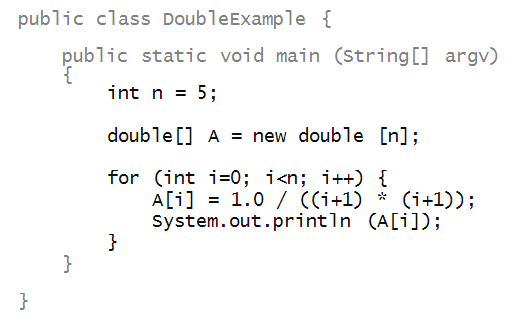 public class DoubleExample {
public static void main (String[] argv)
{
int n = 5;
double[] A = new double [n];
for (int i=0; i<n; i++) {
A[i] = 1.0 / ((i+1) * (i+1));
System.out.println (A[i]);
}
}
}